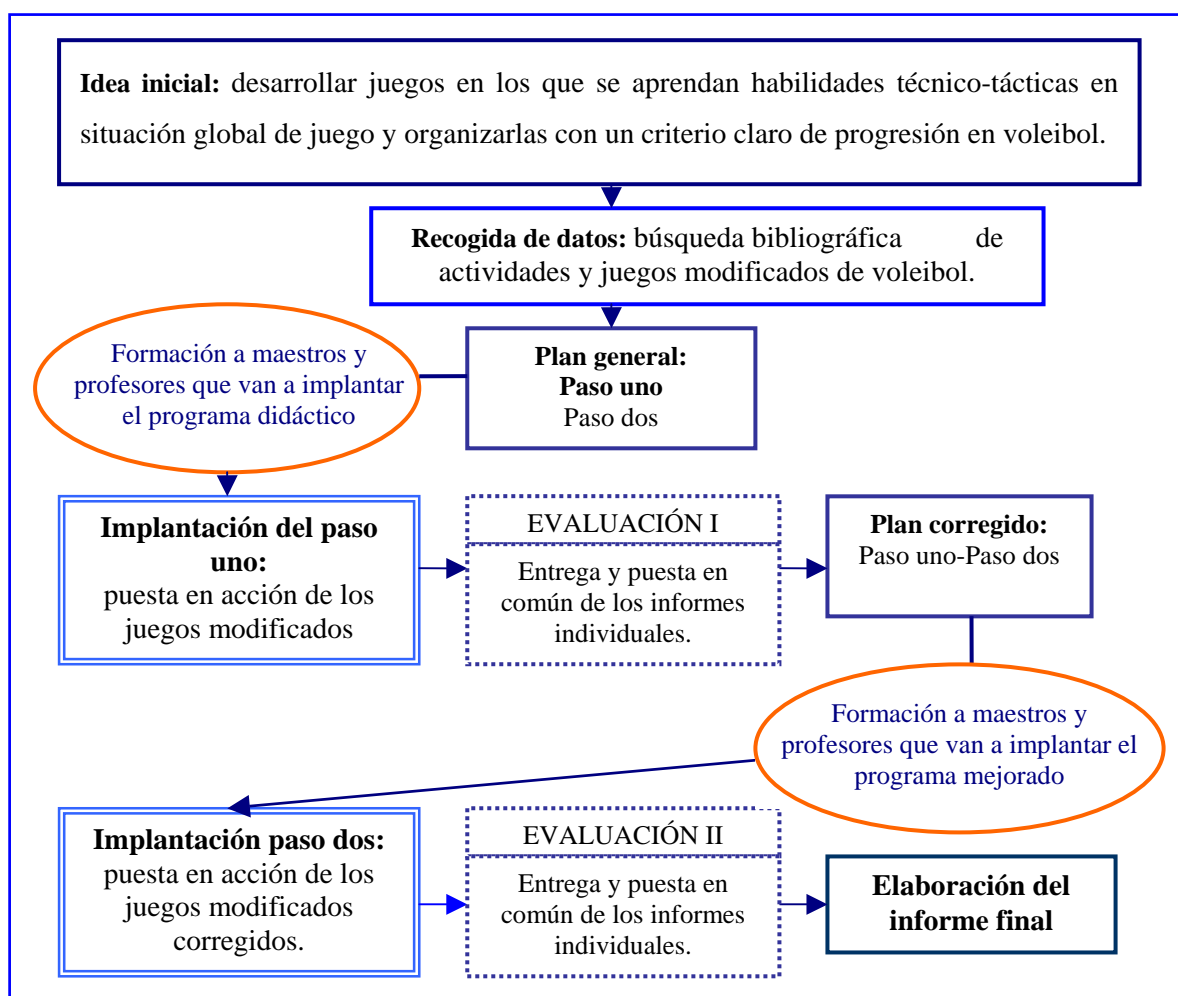 Idea inicial: desarrollar juegos en los que se aprendan habilidades técnico-tácticas en
situación global de juego y organizarlas con un criterio claro de progresión en voleibol.
Recogida de datos: búsqueda bibliográfica de
actividades y juegos modificados de voleibol.
Formación a maestros y
profesores que van a implantar
el programa didáctico
Plan general:
Paso uno
Paso dos
Implantación del paso
uno:
puesta en acción de los
juegos modificados
EVALUACIÓN I
Entrega y puesta en
común de los informes
individuales.
Plan corregido:
Paso uno-Paso dos
Formación a maestros y
profesores que van a implantar el
programa mejorado
Implantación paso dos:
puesta en acción de los
juegos modificados
corregidos.
EVALUACIÓN II
Entrega y puesta en
común de los informes
individuales.
Elaboración del
informe final